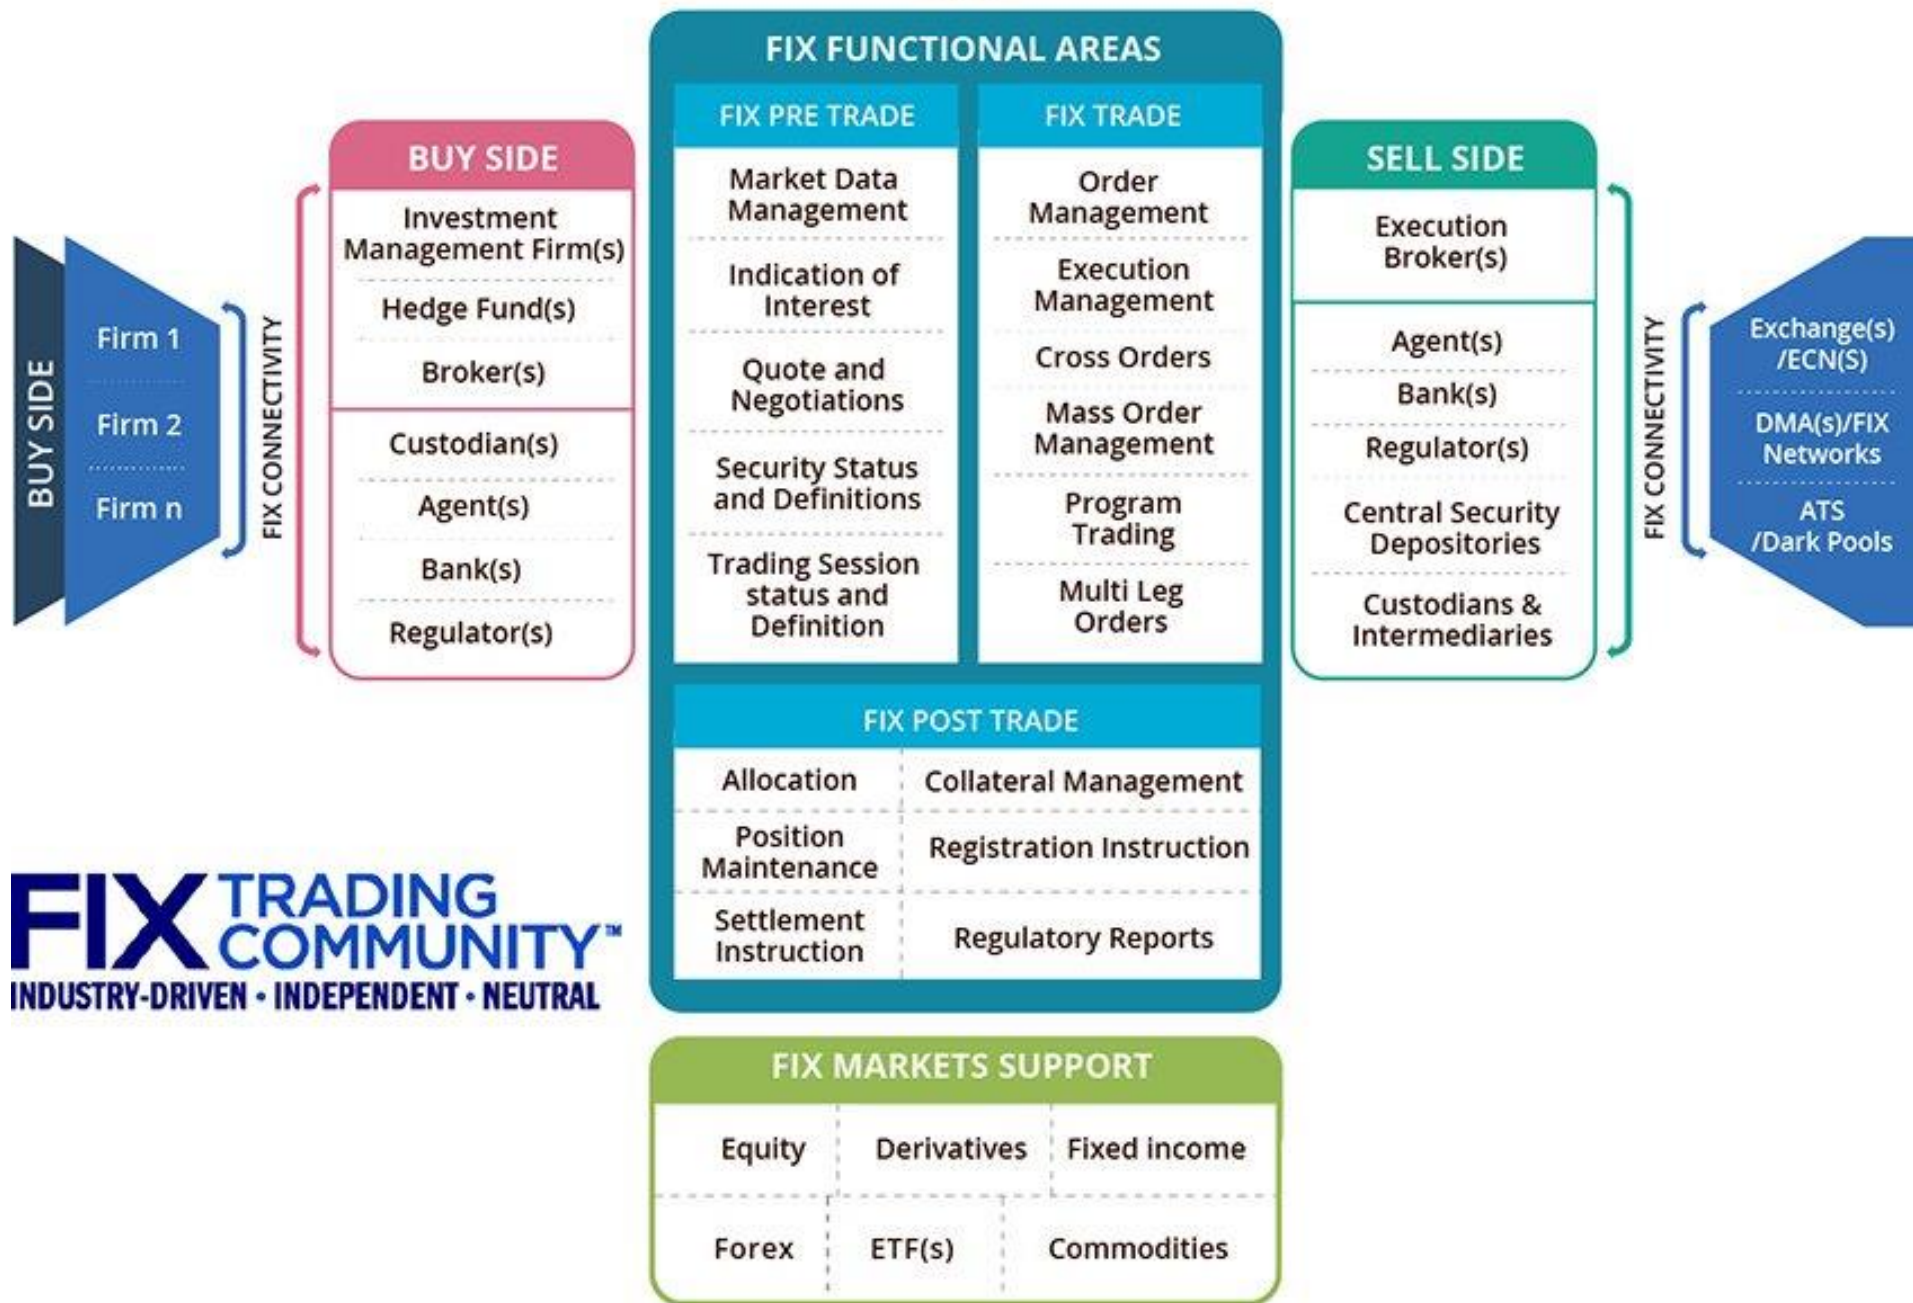 BUY SIDE
Firm 1
Firm 2
Firm n
FIX CONNECTIVITY
BUY SIDE
Investment
Management Firm(s)
Hedge Fund(s)
Broker(s)
Custodian(s)
Agent(s)
Bank(s)
Regulator(s)
FIX FUNCTIONAL AREAS
FIX PRE TRADE
Market Data
Management
Indication of
Interest
Quote and
Negotiations
Security Status
and Definitions
Trading Session
status and
Definition
FIX TRADE
Order
Management
Execution
Management
Cross Orders
Mass Order
Management
Program
Trading
Multi Leg
Orders
FIX POST TRADE
Allocation
Collateral Management
Position
Maintenance
Registration Instruction
Settlement
Instruction
Regulatory Reports
SELL SIDE
Execution
Broker(s)
Agent(s)
Bank(s)
Regulator(s)
Central Security
Depositories
Custodians &
Intermediaries
FIX CONNECTIVITY
Exchange(s)
/ECN(S)
DMA(s)/FIX
Networks
ATS
/Dark Pools
FIX TRADING
COMMUNITY™
INDUSTRY-DRIVEN • INDEPENDENT • NEUTRAL
FIX MARKETS SUPPORT
Equity
Derivatives
Fixed income
Forex
ETF(s)
Commodities